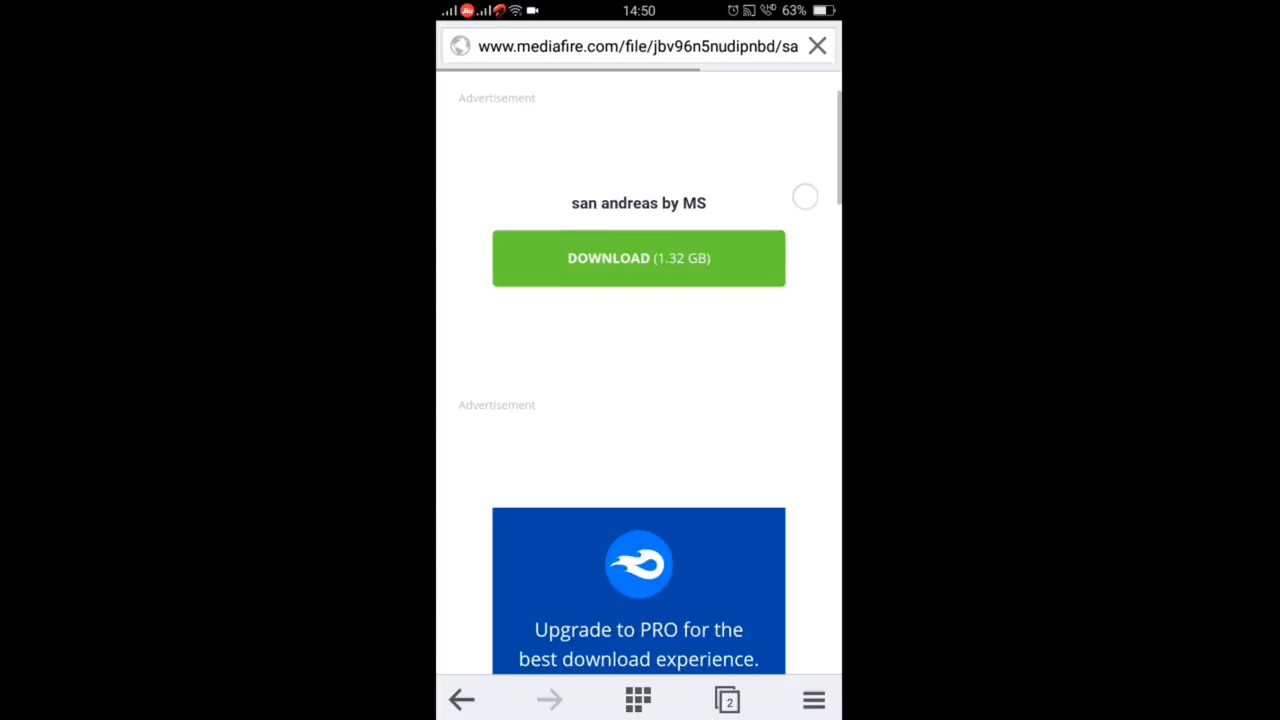 14:50
HD
63%
www.mediafire.com/file/jbv96n5nudipnbd/sa
Advertisement
san andreas by MS
DOWNLOAD (1.32 GB)
Advertisement
Upgrade to PRO for the
best download experience.
2